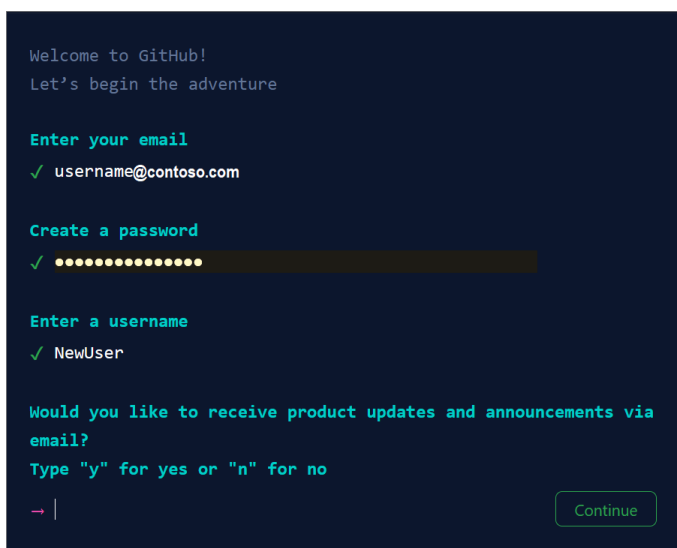 Welcome to GitHub!
Let’s begin the adventure
Enter your email
✓ username@contoso.com
Create a password
✓ ●●●●●●●●●●●●●●●
Enter a username
✓ NewUser
Would you like to receive product updates and announcements via
email?
Type "y" for yes or "n" for no
→
Continue